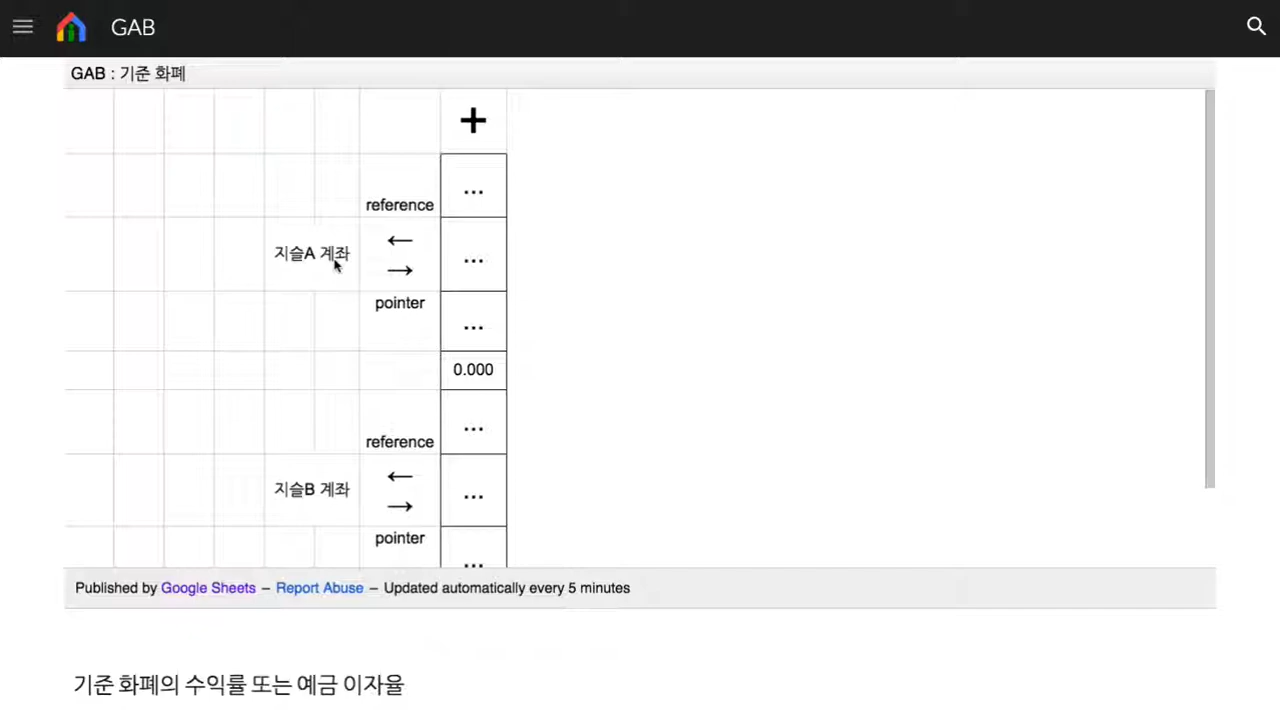 GAB
GAB : 기준 화폐
+
...
reference
지슬A 계좌
←
→
...
pointer
...
0.000
...
reference
지슬B 계좌
←
→
...
pointer
...
Published by Google Sheets – Report Abuse – Updated automatically every 5 minutes
기준 화폐의 수익률 또는 예금 이자율